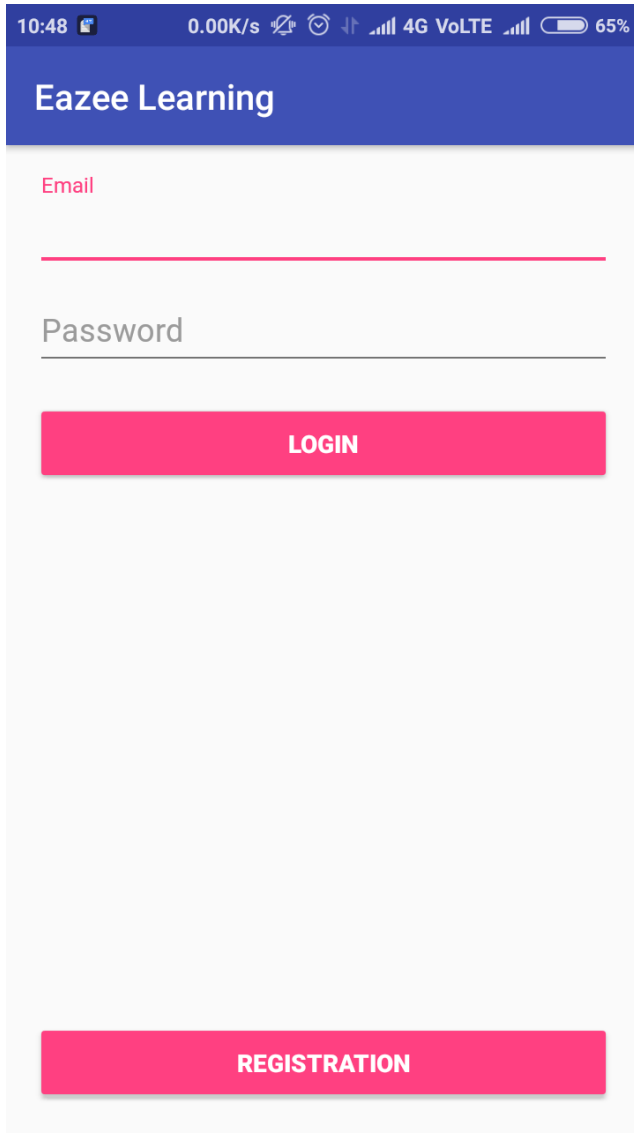 10:48 0.00K/s 4G VoLTE 65%
Eazee Learning
Email
Password
LOGIN
REGISTRATION